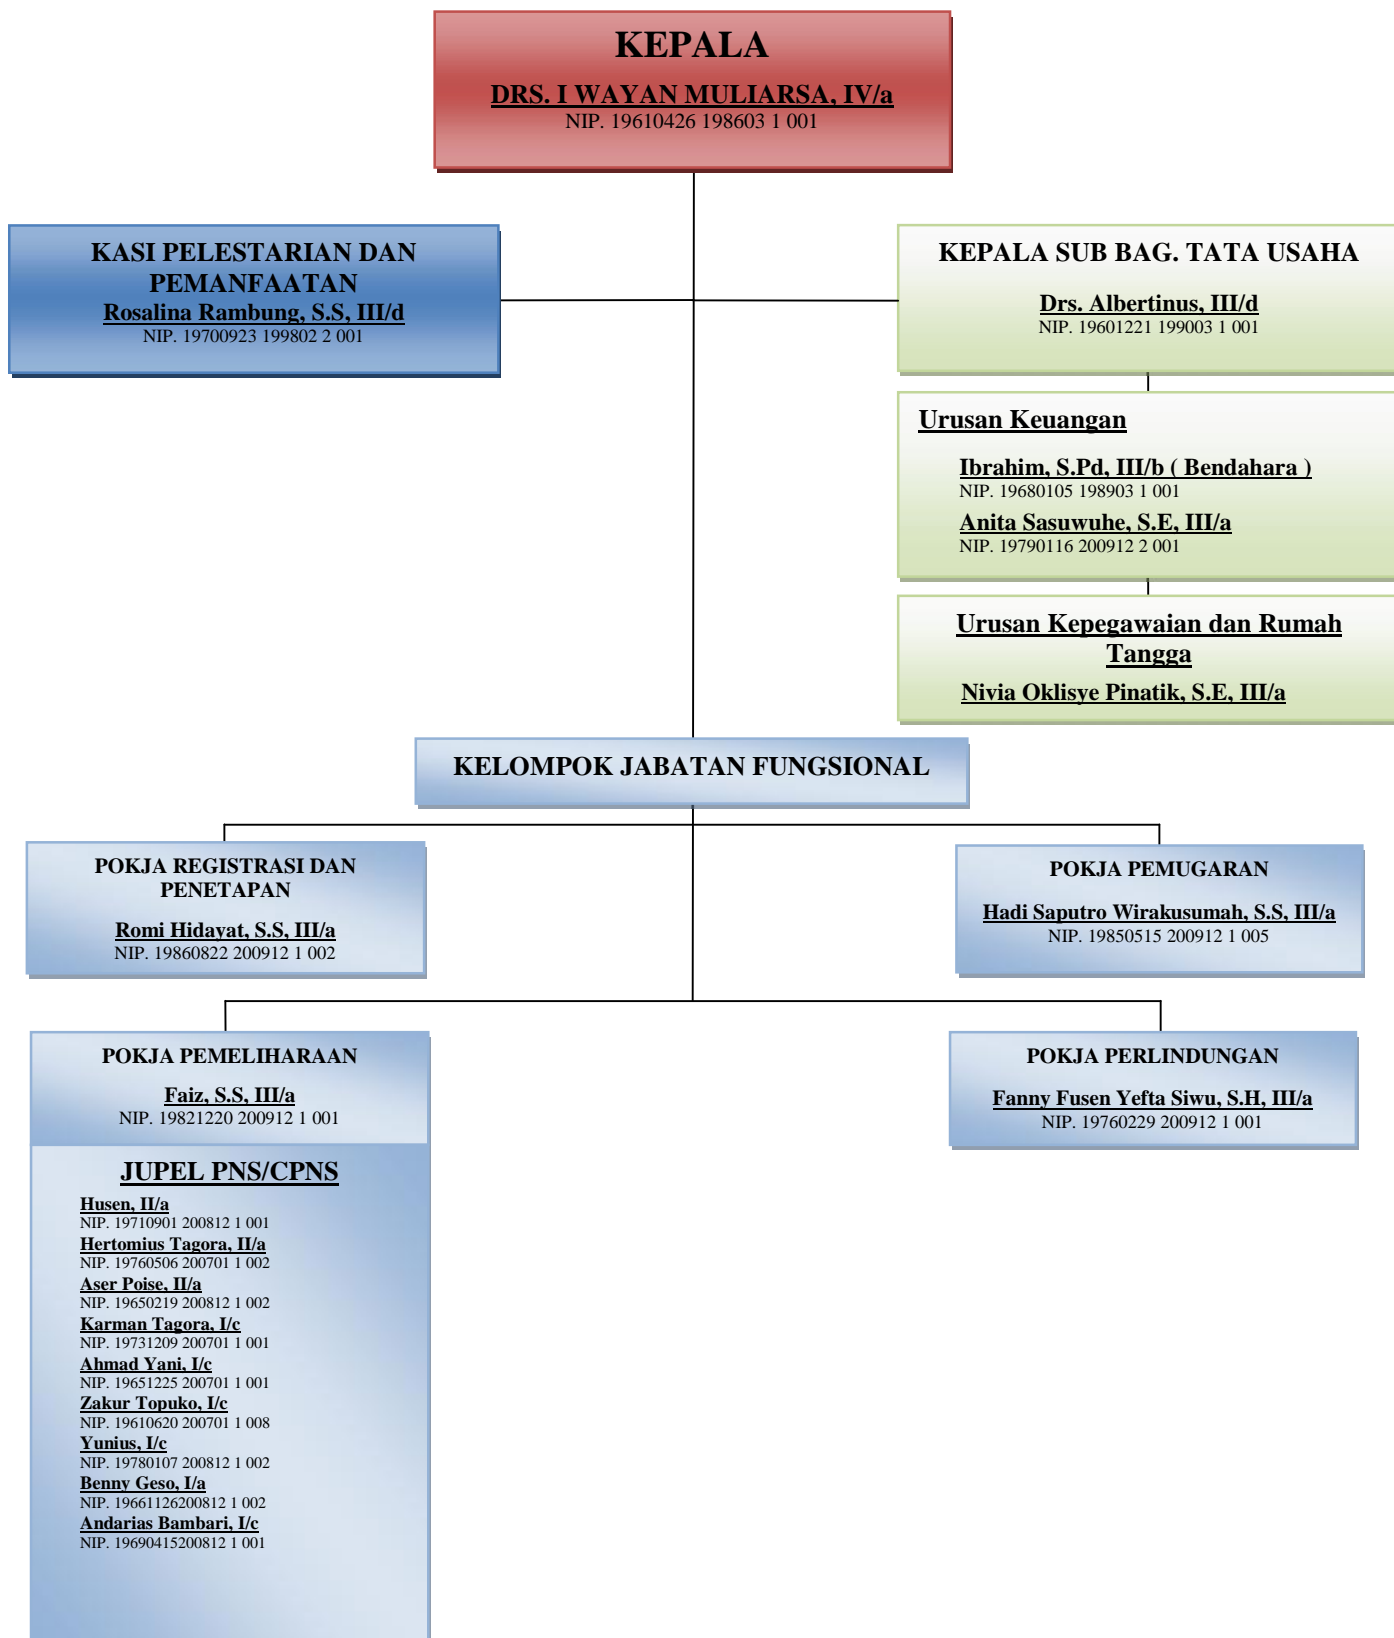 KEPALA
DRS. I WAYAN MULIARSA, IV/a
NIP. 19610426 198603 1 001
KASI PELESTARIAN DAN
PEMANFAATAN
Rosalina Rambung, S.S, III/d
NIP. 19700923 199802 2 001
KEPALA SUB BAG. TATA USAHA
Drs. Albertinus, III/d
NIP. 19601221 199003 1 001
Urusan Keuangan
Ibrahim, S.Pd, III/b ( Bendahara )
NIP. 19680105 198903 1 001
Anita Sasuwuhe, S.E, III/a
NIP. 19790116 200912 2 001
Urusan Kepegawaian dan Rumah
Tangga
Nivia Oklisye Pinatik, S.E, III/a
KELOMPOK JABATAN FUNGSIONAL
POKJA REGISTRASI DAN
PENETAPAN
Romi Hidayat, S.S, III/a
NIP. 19860822 200912 1 002
POKJA PEMUGARAN
Hadi Saputro Wirakusumah, S.S, III/a
NIP. 19850515 200912 1 005
POKJA PEMELIHARAAN
Faiz, S.S, III/a
NIP. 19821220 200912 1 001
POKJA PERLINDUNGAN
Fanny Fusen Yefta Siwu, S.H, III/a
NIP. 19760229 200912 1 001
JUPEL PNS/CPNS
Husen, II/a
NIP. 19710901 200812 1 001
Hertomius Tagora, II/a
NIP. 19760506 200701 1 002
Aser Poise, II/a
NIP. 19650219 200812 1 002
Karman Tagora, I/c
NIP. 19731209 200701 1 001
Ahmad Yani, I/c
NIP. 19651225 200701 1 001
Zakur Topuko, I/c
NIP. 19610620 200701 1 008
Yunius, I/c
NIP. 19780107 200812 1 002
Benny Geso, I/a
NIP. 19661126200812 1 002
Andarias Bambari, I/c
NIP. 19690415200812 1 001